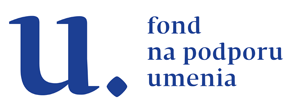 u.
fond
na podporu
umenia